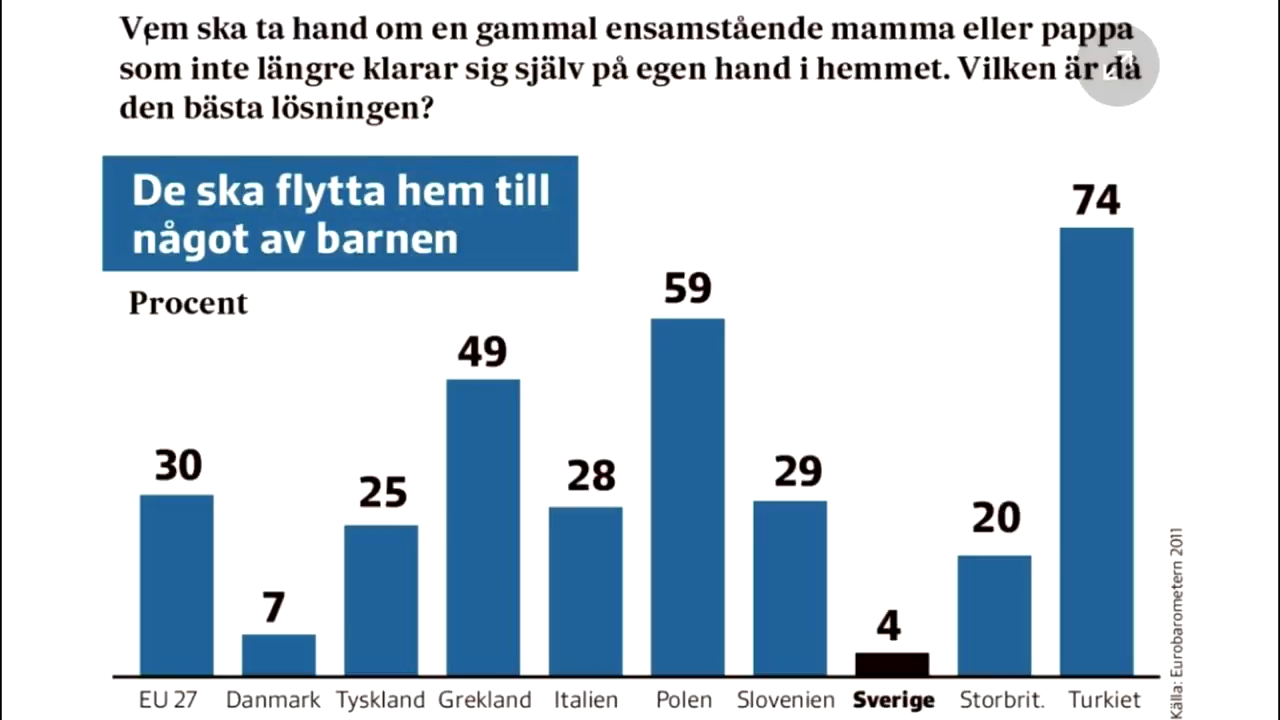 Vem ska ta hand om en gammal ensamstående mamma eller pappa
som inte längre klarar sig själv på egen hand i hemmet. Vilken är då
den bästa lösningen?
De ska flytta hem till
något av barnen
Procent
30
7
25
49
28
59
29
4
20
74
EU 27 Danmark Tyskland Grekland Italien Polen Slovenien Sverige Storbrit. Turkiet
Källa: Eurobarometern 2011